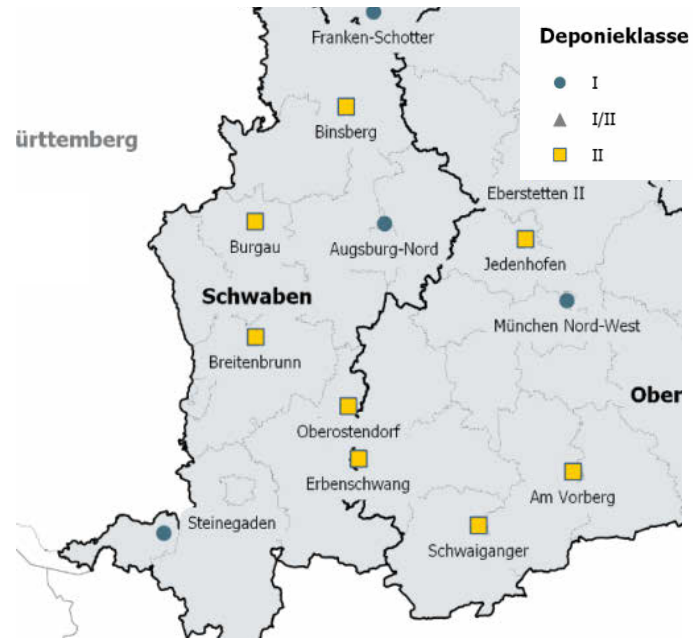 Franken-Schotter
Deponieklasse
I
I/II
II
Binsberg
ürttemberg
Eberstetten II
Burgau
Augsburg-Nord
Jedenhofen
Schwaben
München Nord-West
Breitenbrunn
Ober
Oberostendorf
Erbenschwang
Am Vorberg
Steinegaden
Schwaiganger